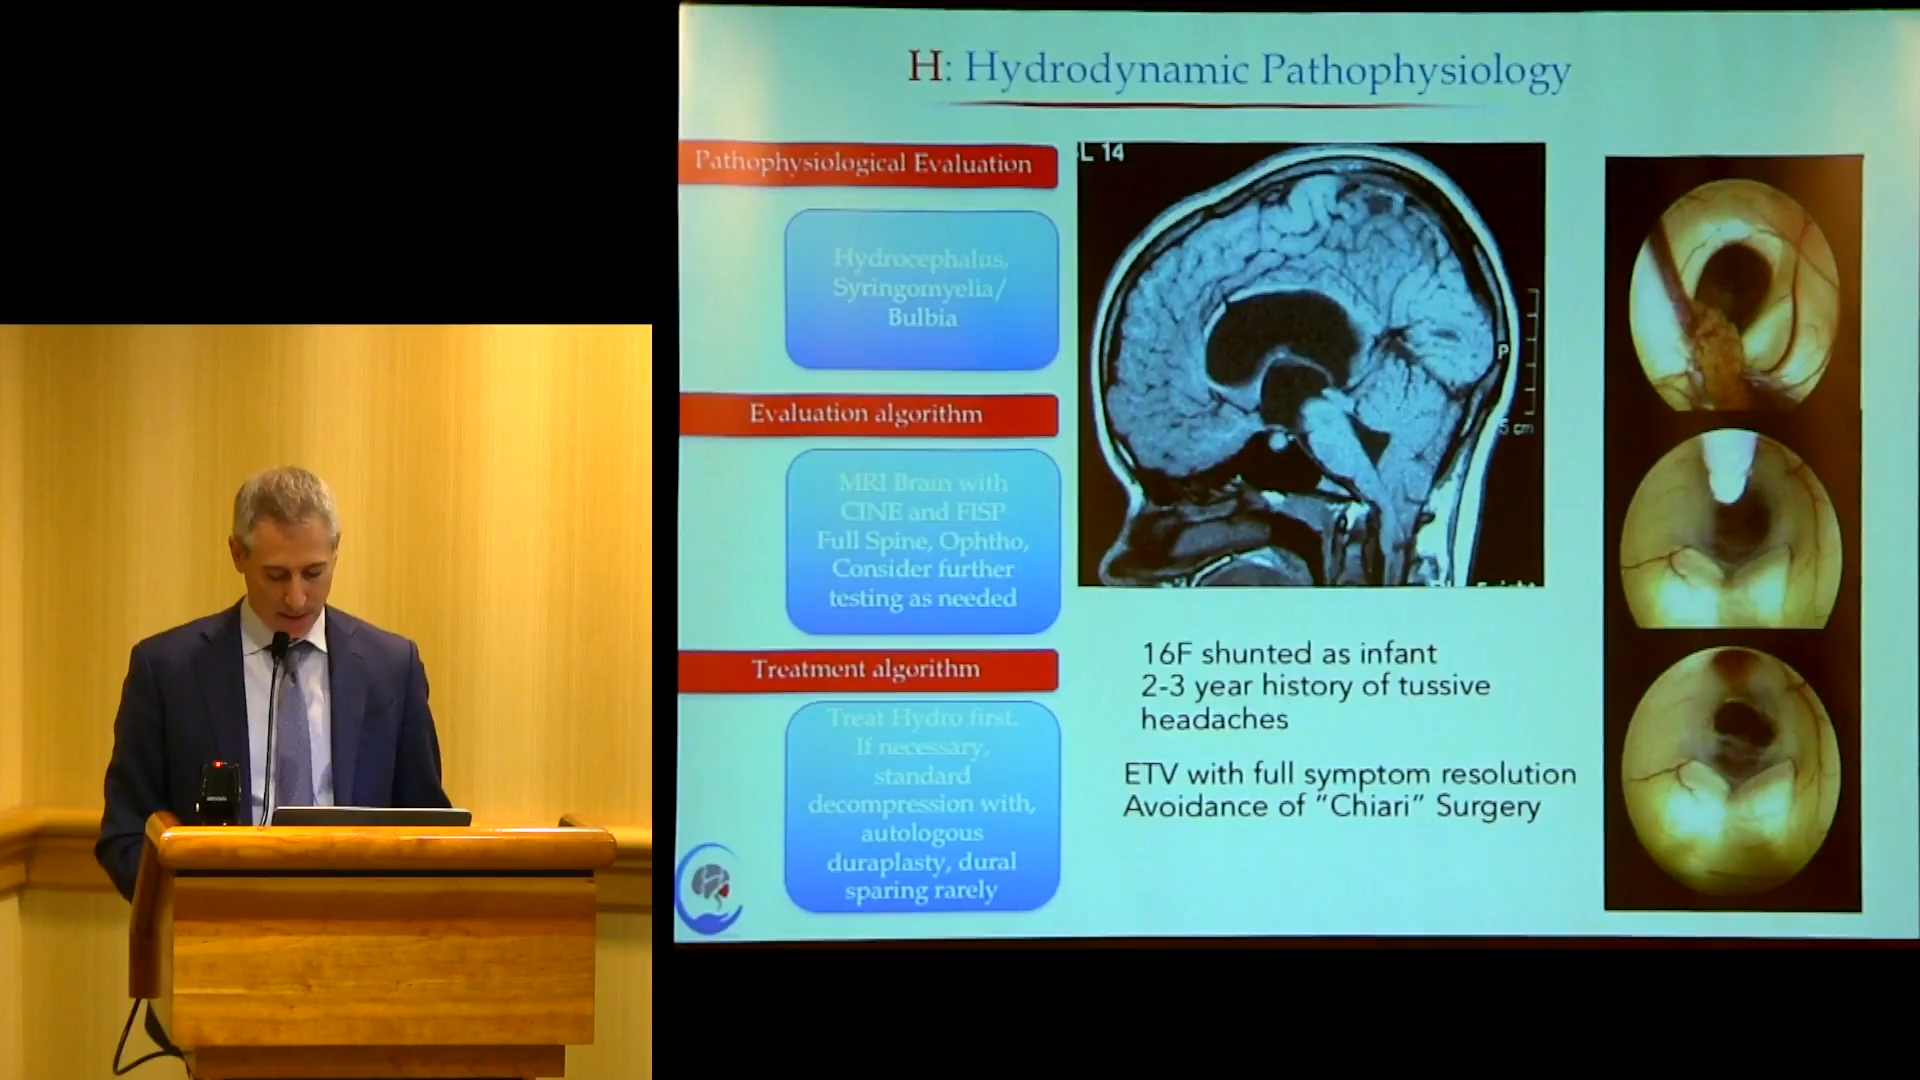 H: Hydrodynamic Pathophysiology
Pathophysiological Evaluation
Hydrocephalus,
Syringomyelia/
Bulbia
Evaluation algorithm
MRI Brain with
CINE and FISP
Full Spine, Ophtho,
Consider further
testing as needed
Treatment algorithm
Treat Hydro first.
If necessary,
standard
decompression with,
autologous
duraplasty, dural
sparing rarely
L 14
P
5 cm
16F shunted as infant
2-3 year history of tussive
headaches
ETV with full symptom resolution
Avoidance of “Chiari” Surgery